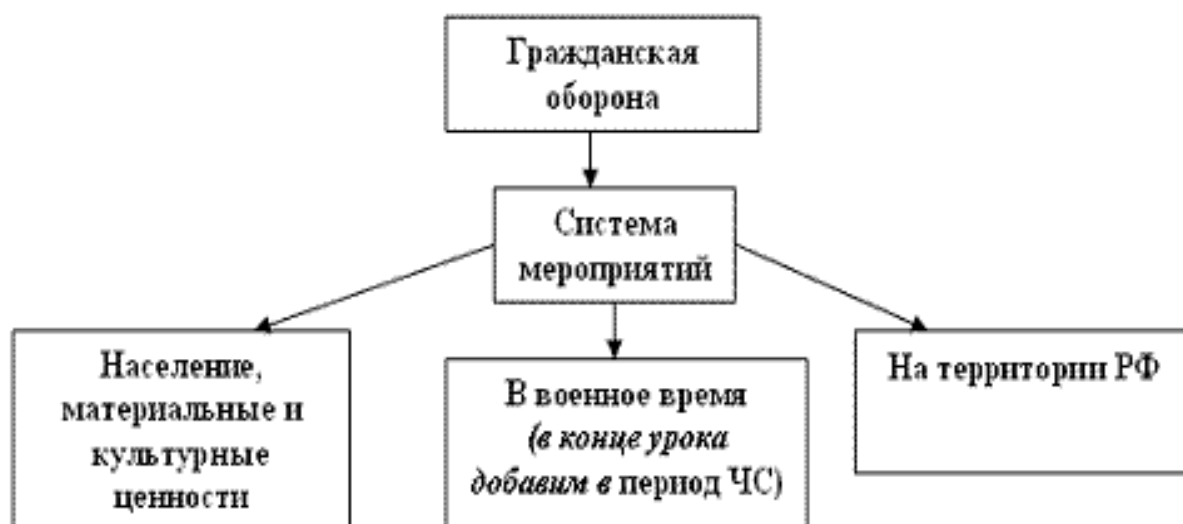 Гражданская
оборона
Система
мероприятий
Население,
материальные и
культурные
ценности
В военное время
(в конце урока
добавим в период ЧС)
На территории РФ